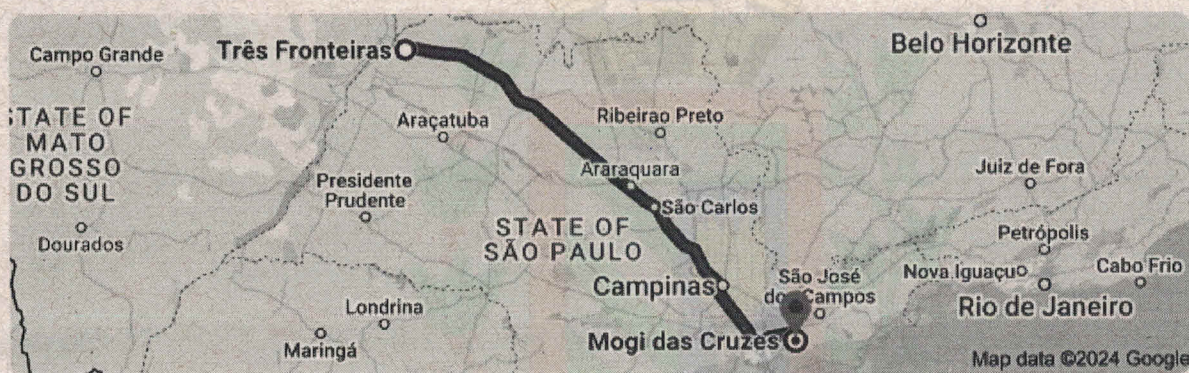 Campo Grande
Três Fronteiras
Belo Horizonte
STATE OF
MATO
GROSSO
DO SUL
Araçatuba
Ribeirao Preto
Araraquara
Juiz de Fora
Presidente
Prudente
São Carlos
STATE OF
SÃO PAULO
Dourados
Petrópolis
Campinas
São José
dos Campos
Nova Iguaçu
Cabo Frio
Rio de Janeiro
Londrina
Maringá
Mogi das Cruzes
Map data ©2024 Google